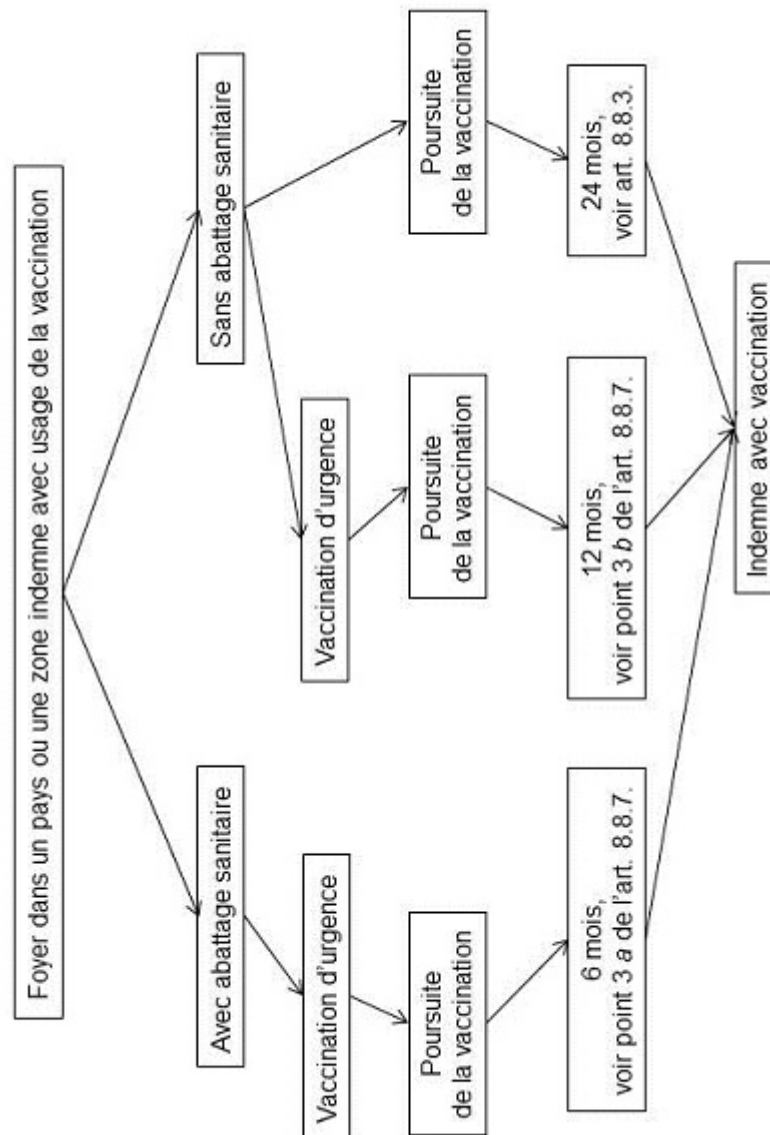 Foyer dans un pays ou une zone indemne avec usage de la vaccination
Avec abattage sanitaire
Sans abattage sanitaire
Vaccination d'urgence
Vaccination d'urgence
Poursuite
de la vaccination
Poursuite
de la vaccination
Poursuite
de la vaccination
6 mois,
voir point 3 a de l'art. 8.8.7.
12 mois,
voir point 3 b de l'art. 8.8.7.
24 mois,
voir art. 8.8.3.
Indemne avec vaccination